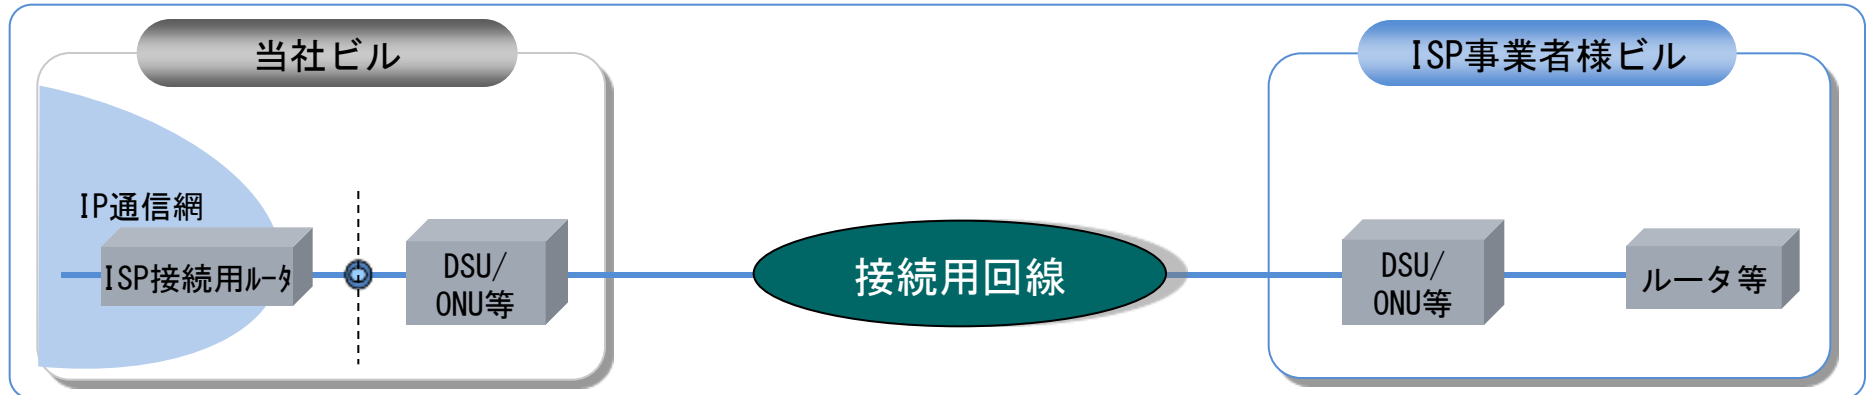 当社ビル
ISP事業者様ビル
IP通信網
ISP接続用ﾙｰﾀ
DSU/
ONU等
接続用回線
DSU/
ONU等
ルータ等